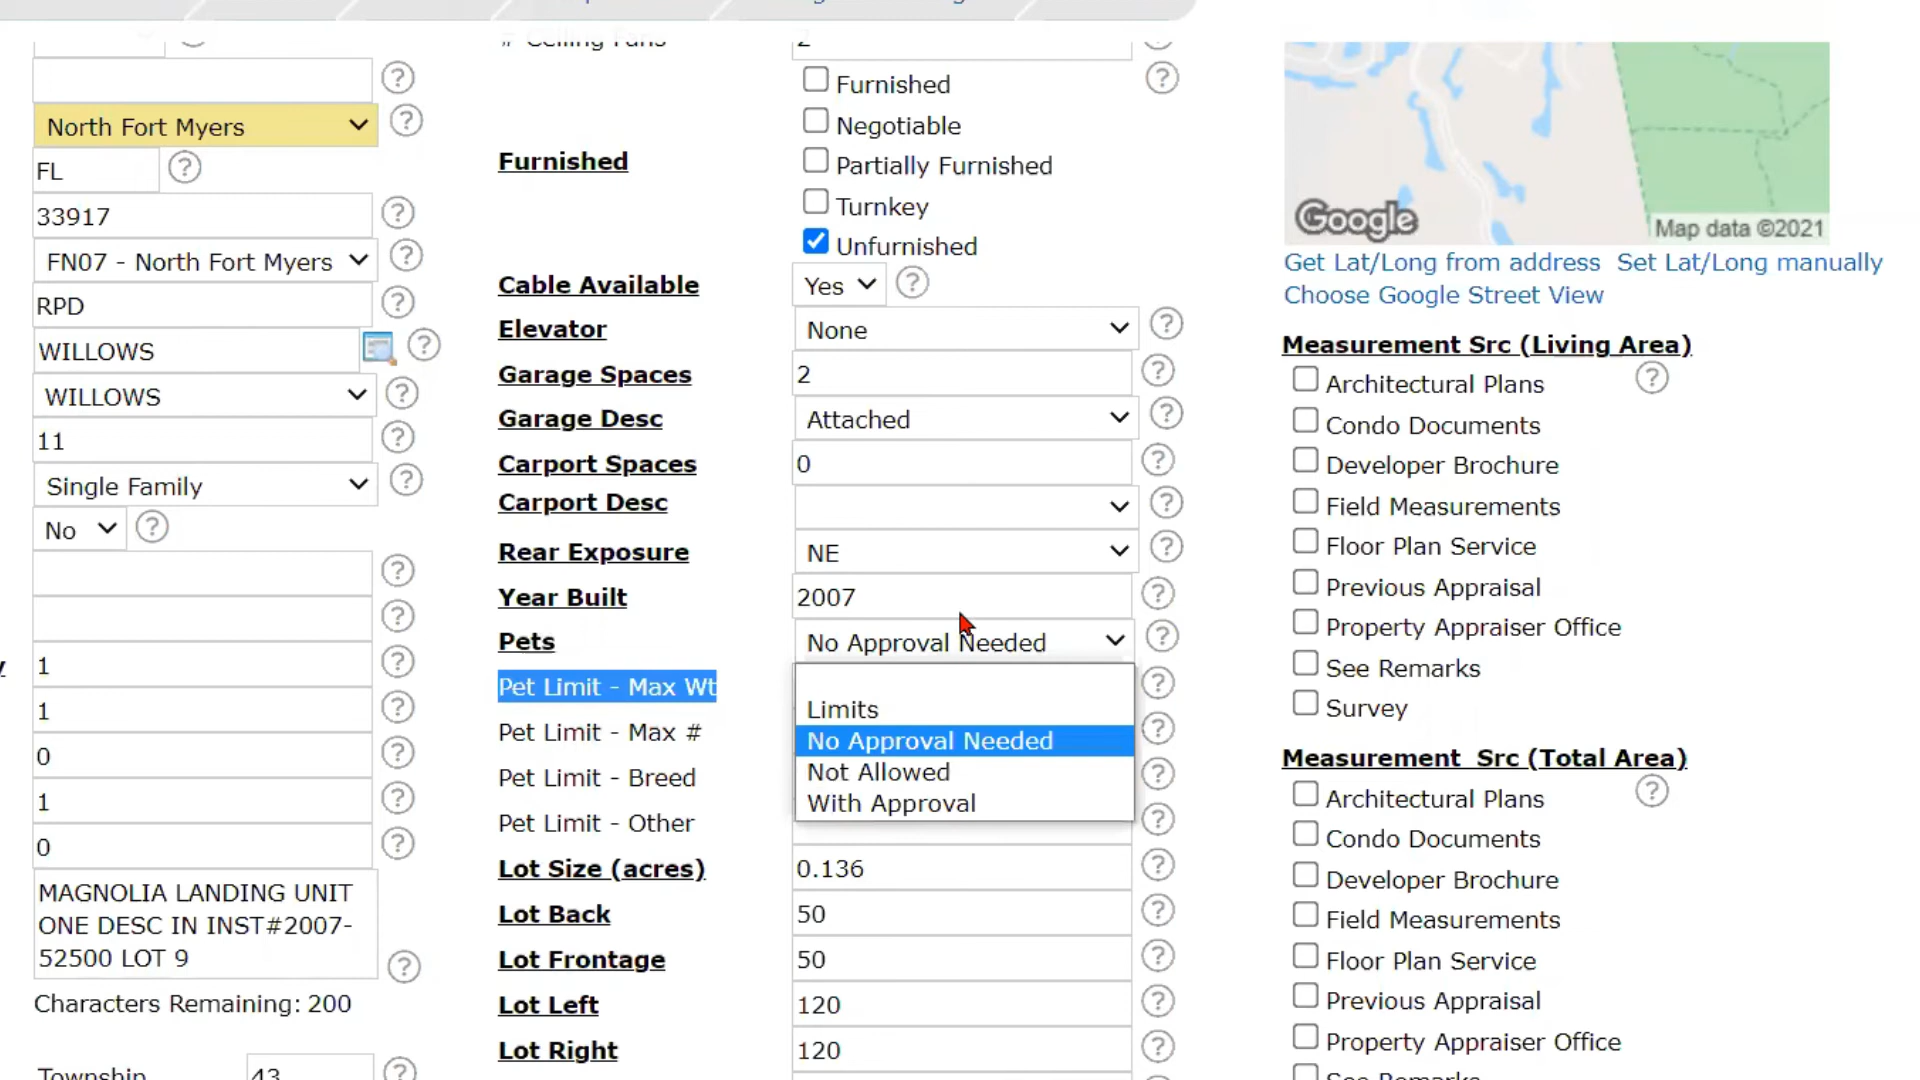 # Ceiling Fans
2
North Fort Myers
FL
33917
FN07 - North Fort Myers
RPD
WILLOWS
WILLOWS
11
Single Family
No
1
1
0
1
0
MAGNOLIA LANDING UNIT
ONE DESC IN INST#2007-
52500 LOT 9
Characters Remaining: 200
Township
43
Furnished
Furnished
Negotiable
Partially Furnished
Turnkey
Unfurnished
Cable Available
Yes
Elevator
None
Garage Spaces
2
Garage Desc
Attached
Carport Spaces
0
Carport Desc
Rear Exposure
NE
Year Built
2007
Pets
No Approval Needed
Limits
No Approval Needed
Not Allowed
With Approval
Pet Limit - Max Wt
Pet Limit - Max #
Pet Limit - Breed
Pet Limit - Other
Lot Size (acres)
0.136
Lot Back
50
Lot Frontage
50
Lot Left
120
Lot Right
120
Google
Map data ©2021
Get Lat/Long from address Set Lat/Long manually
Choose Google Street View
Measurement Src (Living Area)
Architectural Plans
Condo Documents
Developer Brochure
Field Measurements
Floor Plan Service
Previous Appraisal
Property Appraiser Office
See Remarks
Survey
Measurement Src (Total Area)
Architectural Plans
Condo Documents
Developer Brochure
Field Measurements
Floor Plan Service
Previous Appraisal
Property Appraiser Office
See Remarks